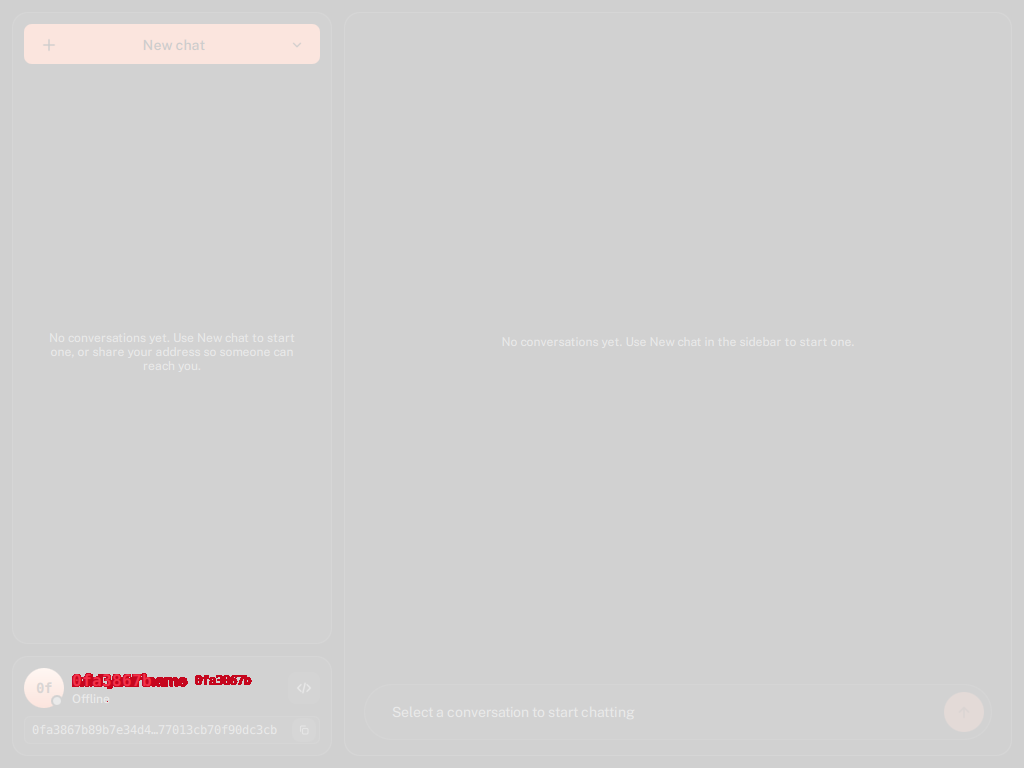 New chat
No conversations yet. Use New chat to start
one, or share your address so someone can
reach you.
No conversations yet. Use New chat in the sidebar to start one.
0f
0fa3867b
Offline
0fa3867b89b7e34d4…77013cb70f90dc3cb
Select a conversation to start chatting